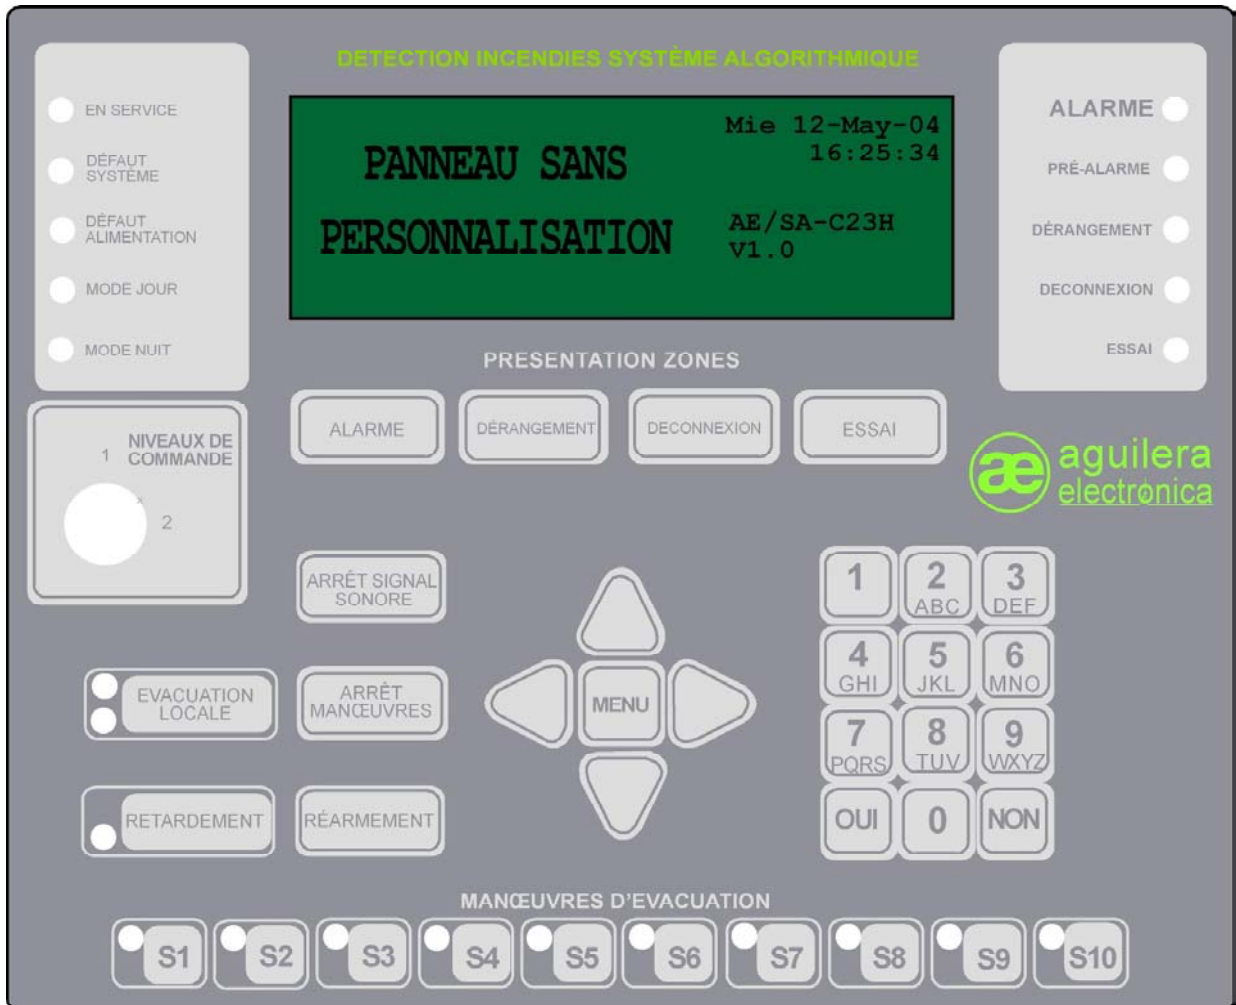 DETECTION INCENDIES SYSTÈME ALGORITHMIQUE
EN SERVICE
DÉFAUT
SYSTÈME
DÉFAUT
ALIMENTATION
MODE JOUR
MODE NUIT
Mie 12-May-04
16:25:34
PANNEAU SANS
PERSONNALISATION
AE/SA-C23H
V1.0
ALARME
PRÉ-ALARME
DÉRANGEMENT
DECONNEXION
ESSAI
PRESENTATION ZONES
ALARME
DÉRANGEMENT
DECONNEXION
ESSAI
NIVEAUX DE
COMMANDE
1
x
2
æ aguilera
electrónica
ARRÊT SIGNAL
SONORE
EVACUATION
LOCALE
ARRÊT
MANŒUVRES
RETARDEMENT
RÉARMEMENT
MENU
1
2
ABC
3
DEF
4
GHI
5
JKL
6
MNO
7
PQRS
8
TUV
9
WXYZ
OUI
0
NON
MANŒUVRES D'EVACUATION
S1 S2 S3 S4 S5 S6 S7 S8 S9 S10